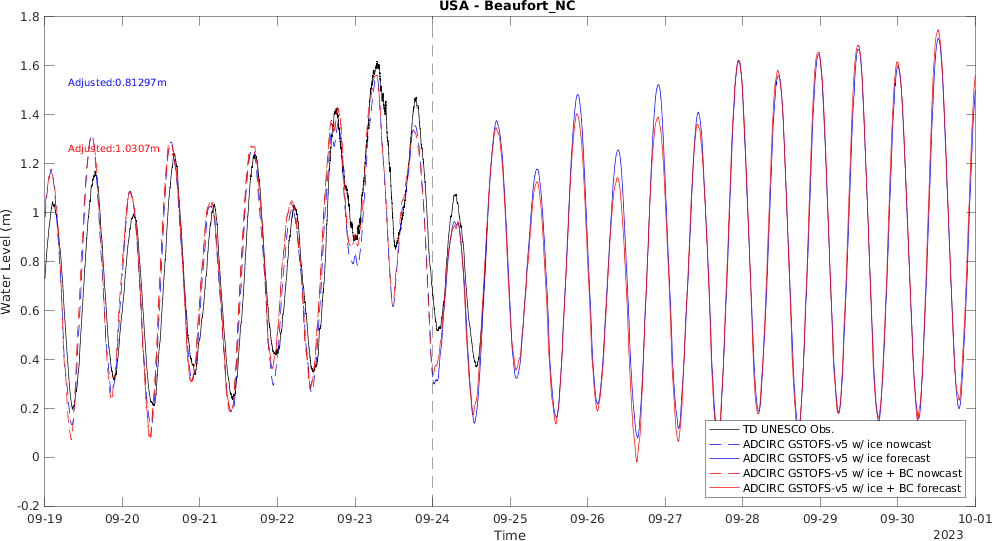 USA - Beaufort_NC
1.8
1.6
1.4
1.2
1
0.8
0.6
0.4
0.2
0
-0.2
Water Level (m)
Adjusted:0.81297m
Adjusted:1.0307m
TD UNESCO Obs.
ADCIRC GSTOFS-v5 w/ ice nowcast
ADCIRC GSTOFS-v5 w/ ice forecast
ADCIRC GSTOFS-v5 w/ ice + BC nowcast
ADCIRC GSTOFS-v5 w/ ice + BC forecast
09-19 09-20 09-21 09-22 09-23 09-24 09-25 09-26 09-27 09-28 09-29 09-30 10-01
Time
2023